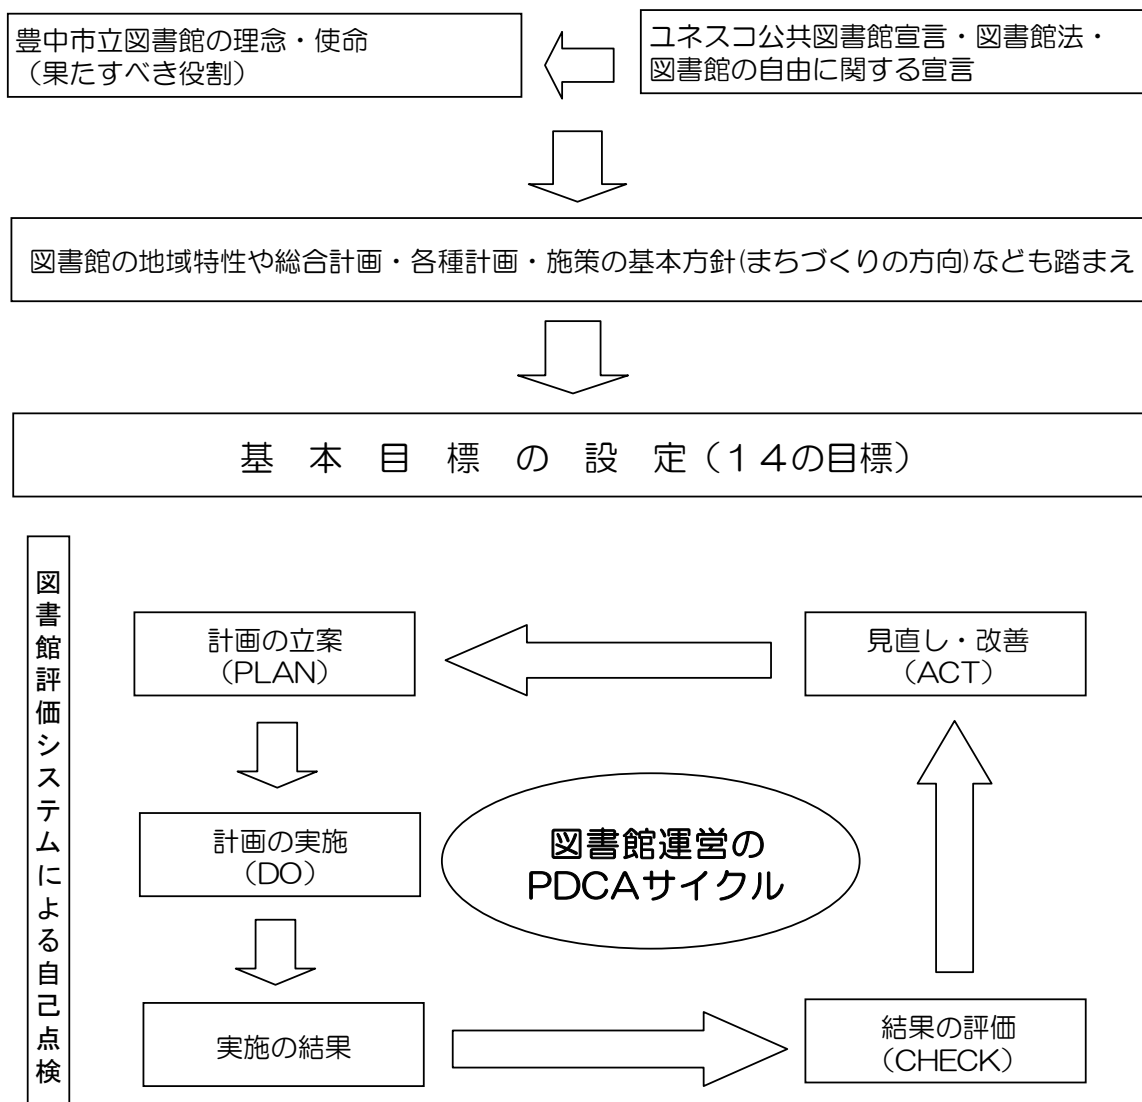 豊中市立図書館の理念・使命
（果たすべき役割）
ユネスコ公共図書館宣言・図書館法・
図書館の自由に関する宣言
図書館の地域特性や総合計画・各種計画・施策の基本方針(まちづくりの方向)なども踏まえ
基本目標の設定（１４の目標）
図書館評価システムによる自己点検
計画の立案
（PLAN）
見直し・改善
（ACT）
計画の実施
（DO）
図書館運営の
PDCAサイクル
実施の結果
結果の評価
（CHECK）